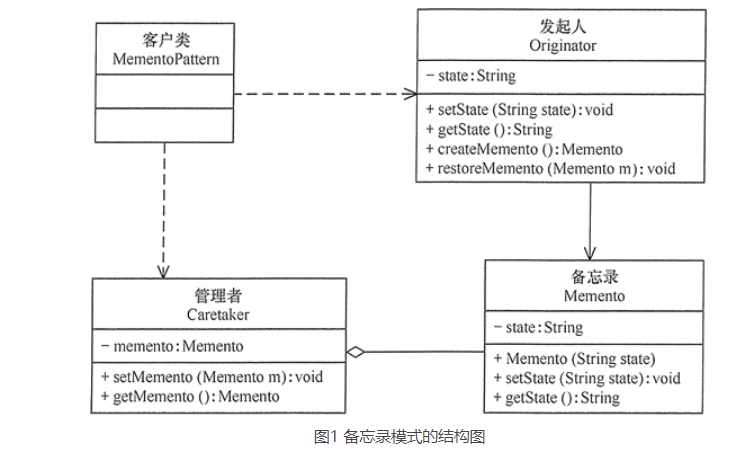 客户类
MementoPattern
发起人
Originator
- state:String
+ setState (String state):void
+ getState ():String
+ createMemento ():Memento
+ restoreMemento (Memento m):void
管理者
Caretaker
- memento:Memento
+ setMemento (Memento m):void
+ getMemento ():Memento
备忘录
Memento
- state:String
+ Memento (String state)
+ setState (String state):void
+ getState ():String
图1 备忘录模式的结构图